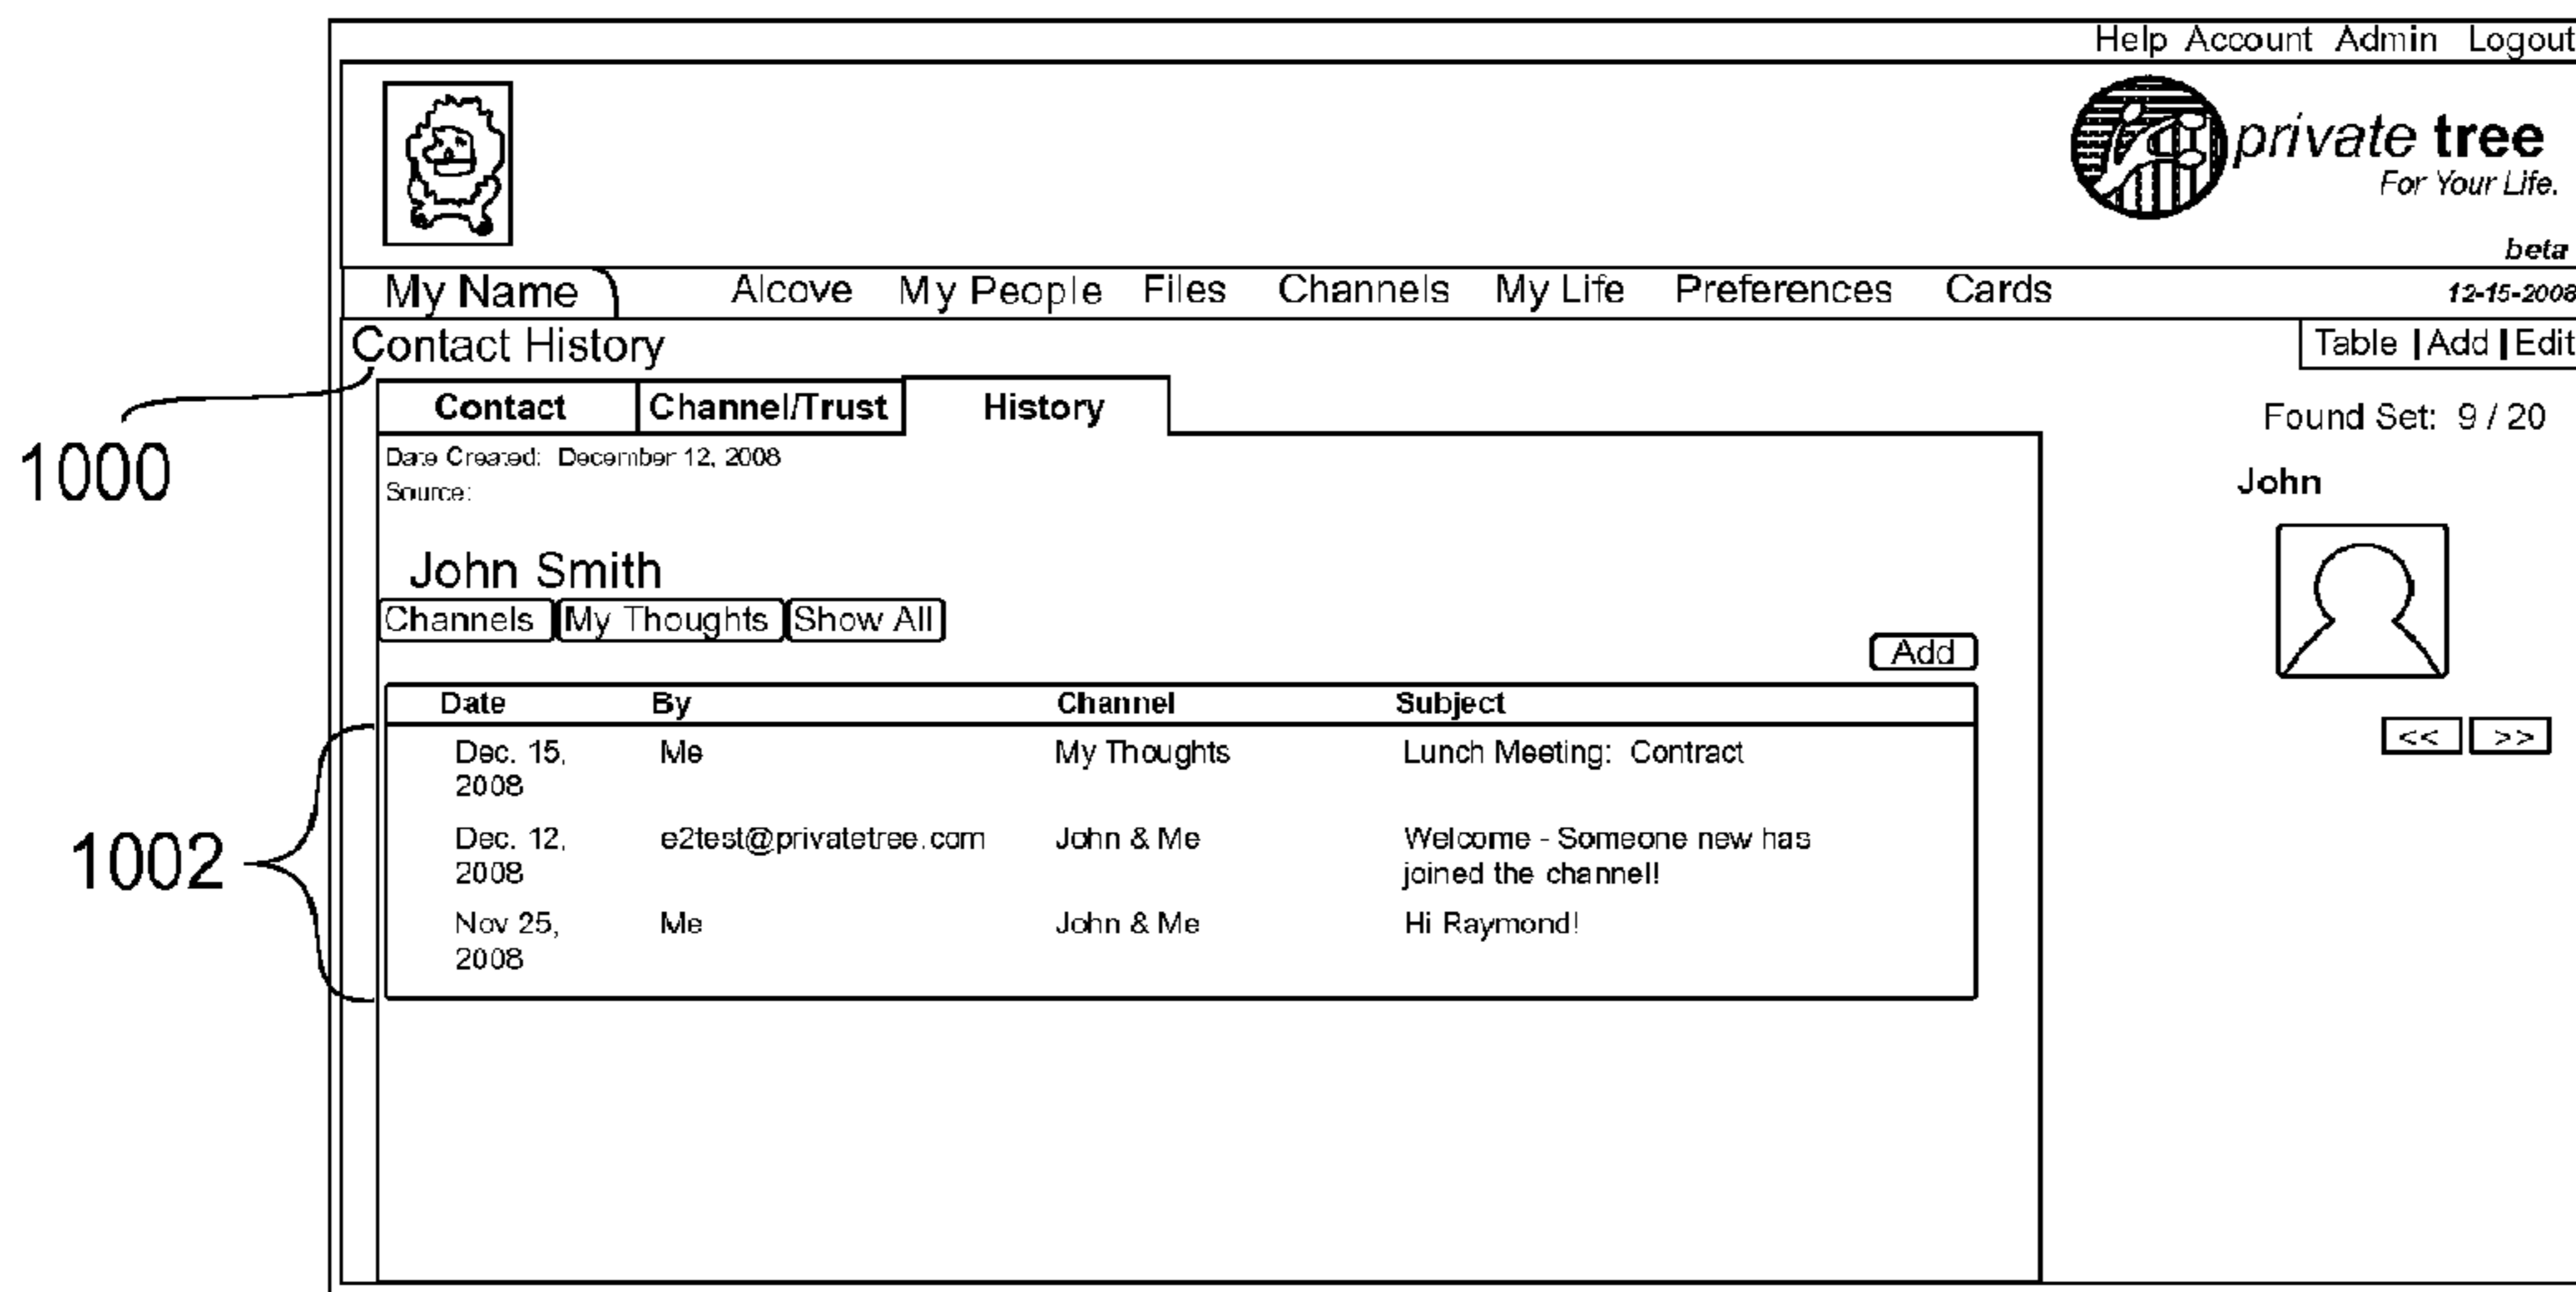 Help Account Admin Logout
private tree
For Your Life.
beta
My Name Alcove My People Files Channels My Life Preferences Cards 12-15-2008
Contact History Table | Add | Edit
Contact Channel/Trust History
Found Set: 9 / 20
1000
Date Created: December 12, 2008
Source:
John
John Smith
Channels My Thoughts Show All
Add
Date By Channel Subject
<< >>
Dec. 15, Me My Thoughts Lunch Meeting: Contract
2008
Dec. 12, e2test@privatetree.com John & Me Welcome - Someone new has
2008 joined the channel!
1002
Nov 25, Me John & Me Hi Raymond!
2008